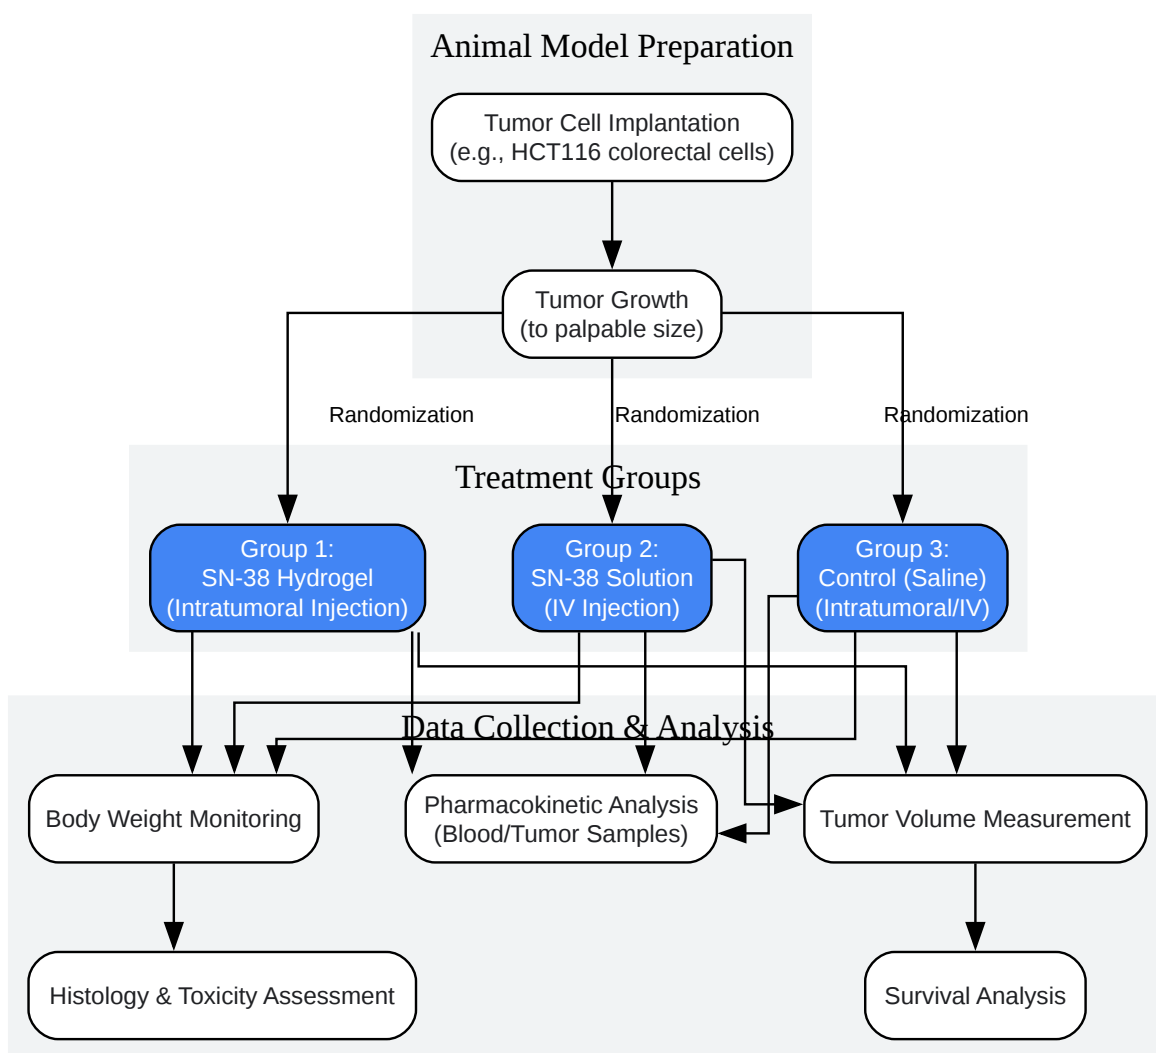 Animal Model Preparation
Tumor Cell Implantation
(e.g., HCT116 colorectal cells)
Tumor Growth
(to palpable size)
Randomization
Randomization
Randomization
Treatment Groups
Group 1:
SN-38 Hydrogel
(Intratumoral Injection)
Group 2:
SN-38 Solution
(IV Injection)
Group 3:
Control (Saline)
(Intratumoral/IV)
Data Collection & Analysis
Body Weight Monitoring
Pharmacokinetic Analysis
(Blood/Tumor Samples)
Tumor Volume Measurement
Histology & Toxicity Assessment
Survival Analysis